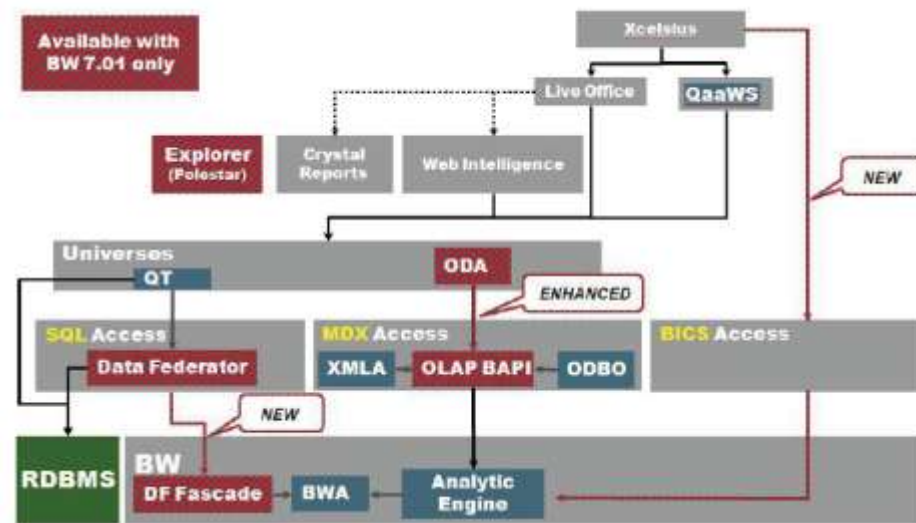 Available with
BW 7.01 only
Xcelsius
Live Office
QaaWS
Explorer
(Polestar)
Crystal
Reports
Web Intelligence
NEW
Universes
QT
ODA
ENHANCED
SQL Access
MDX Access
BICS Access
Data Federator
XMLA
OLAP BAPI
ODBO
NEW
RDBMS
BW
DF Fascade
BWA
Analytic
Engine